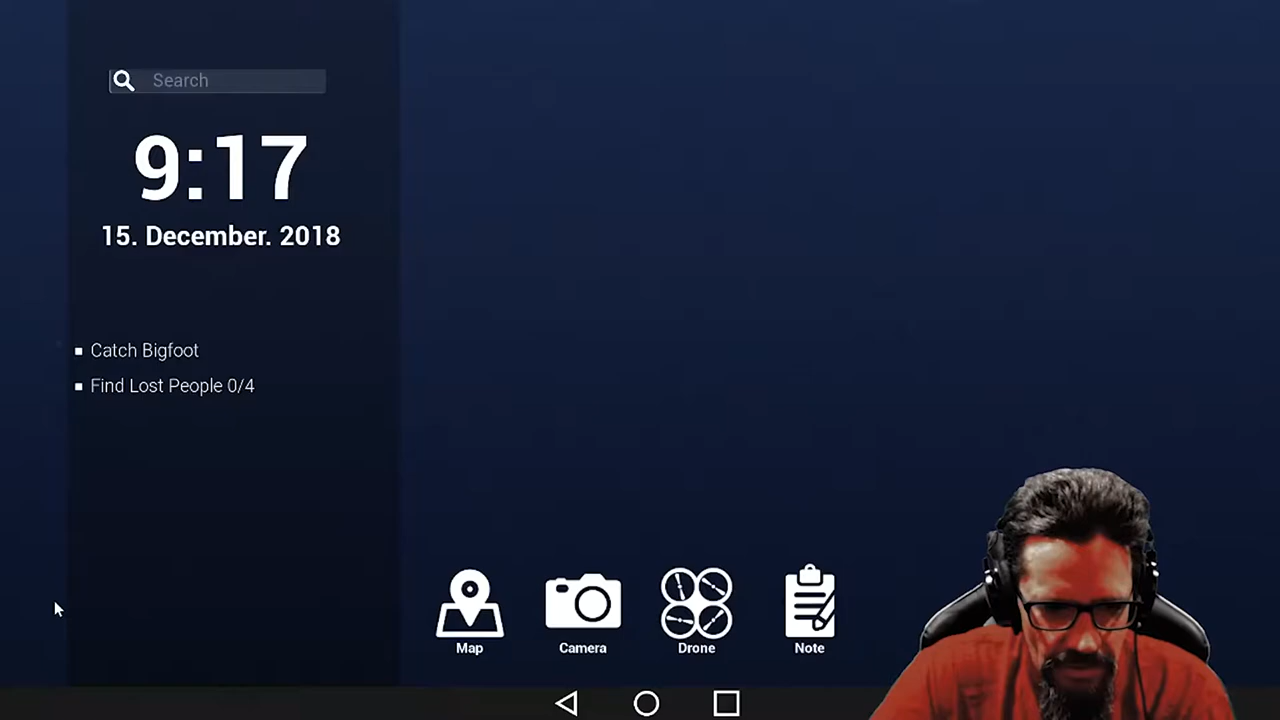 Search
9:17
15. December. 2018
Catch Bigfoot
Find Lost People 0/4
Map
Camera
Drone
Note